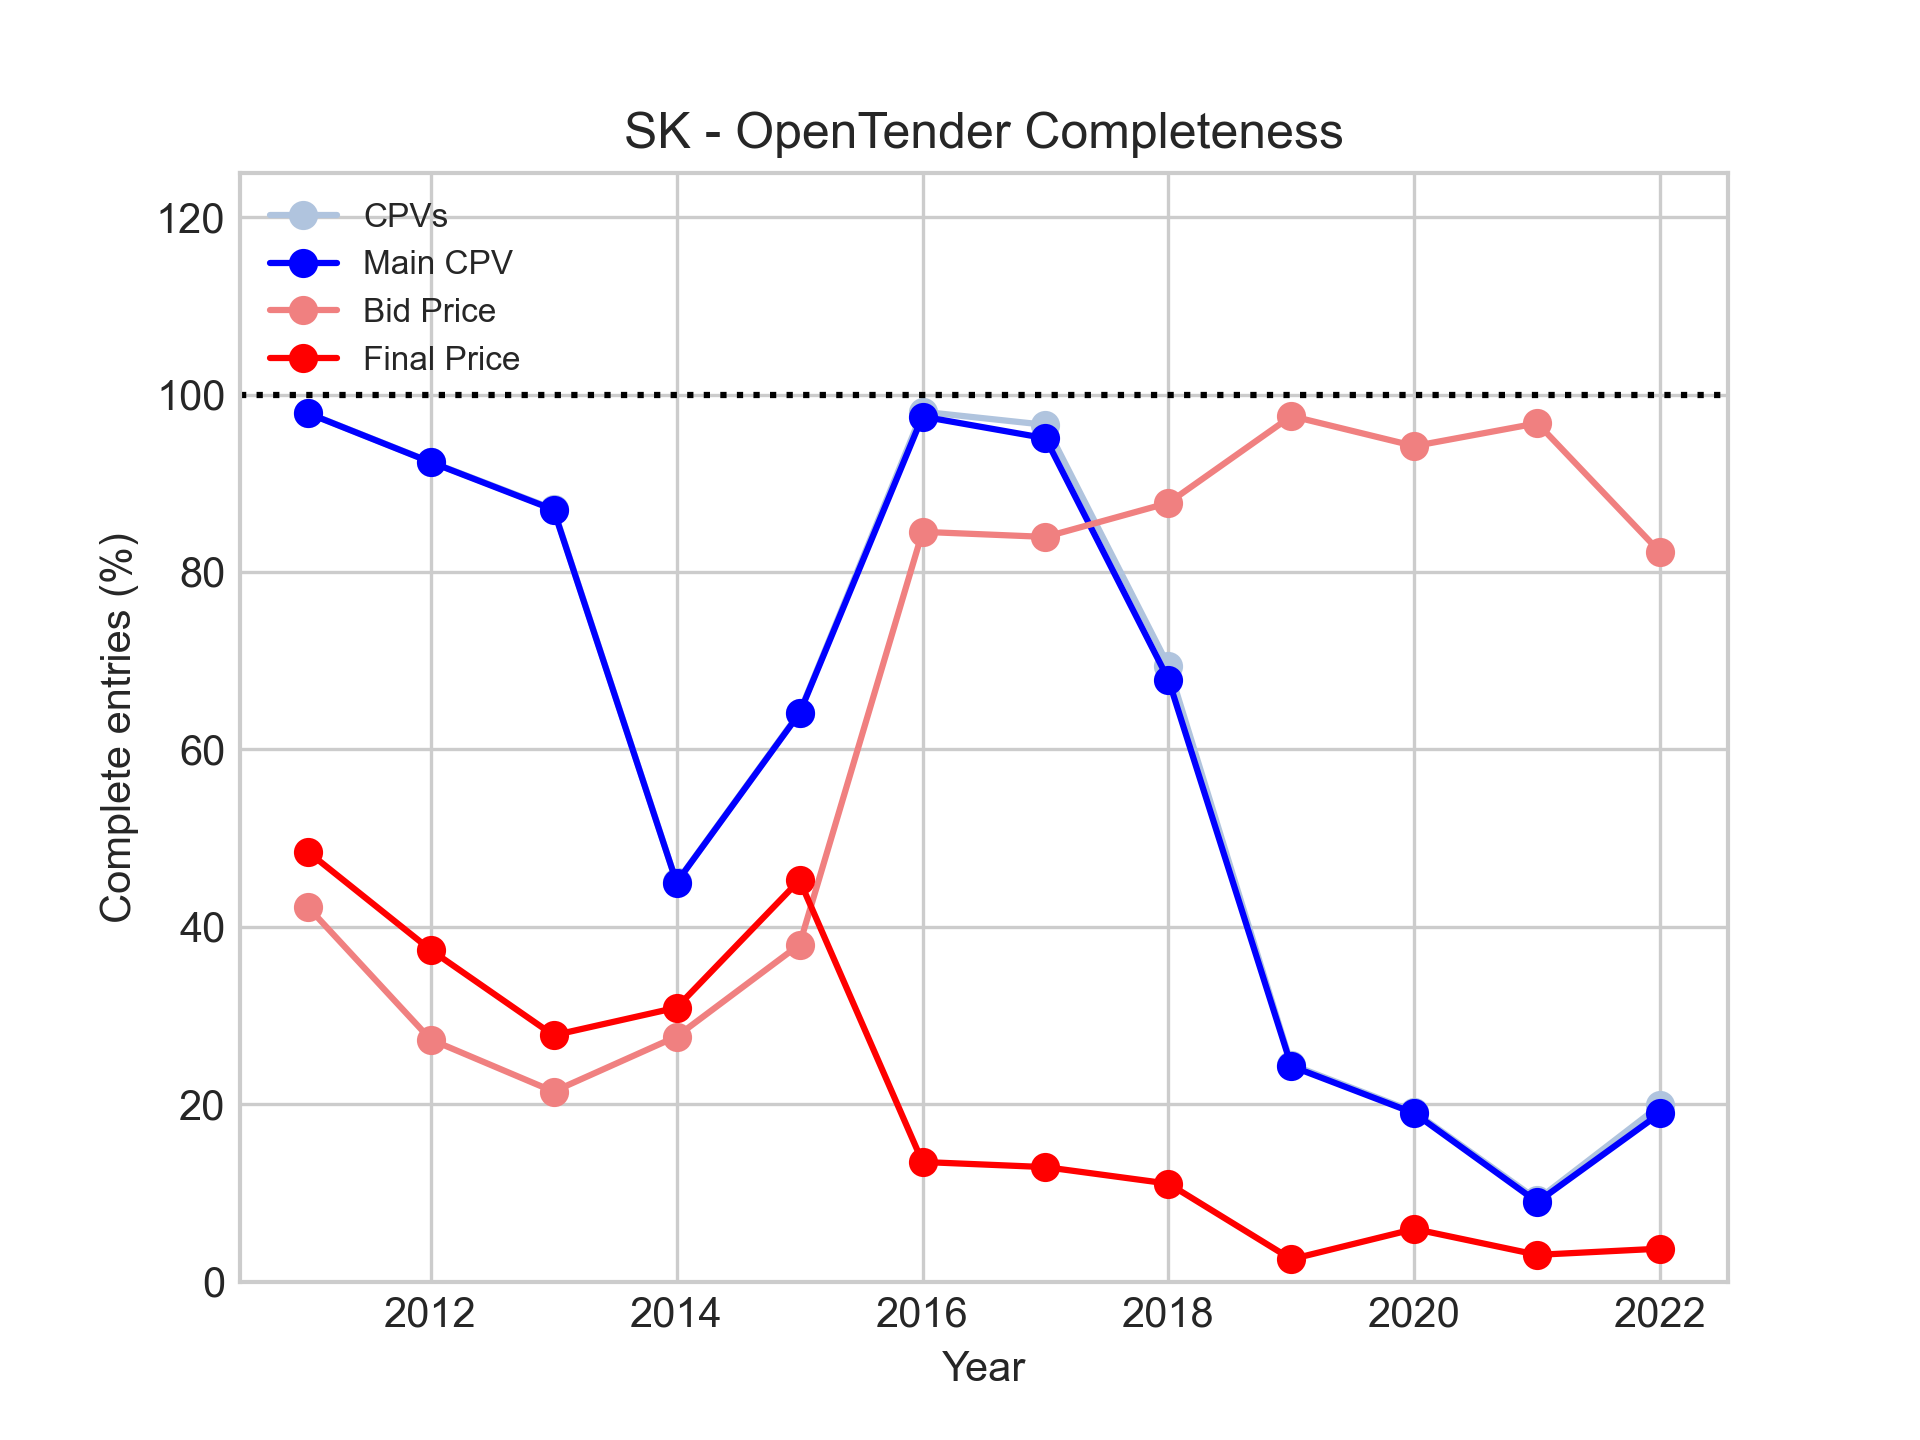 SK - OpenTender Completeness
CPVs
Main CPV
Bid Price
Final Price
120
100
80
60
40
20
0
Complete entries (%)
2012 2014 2016 2018 2020 2022
Year